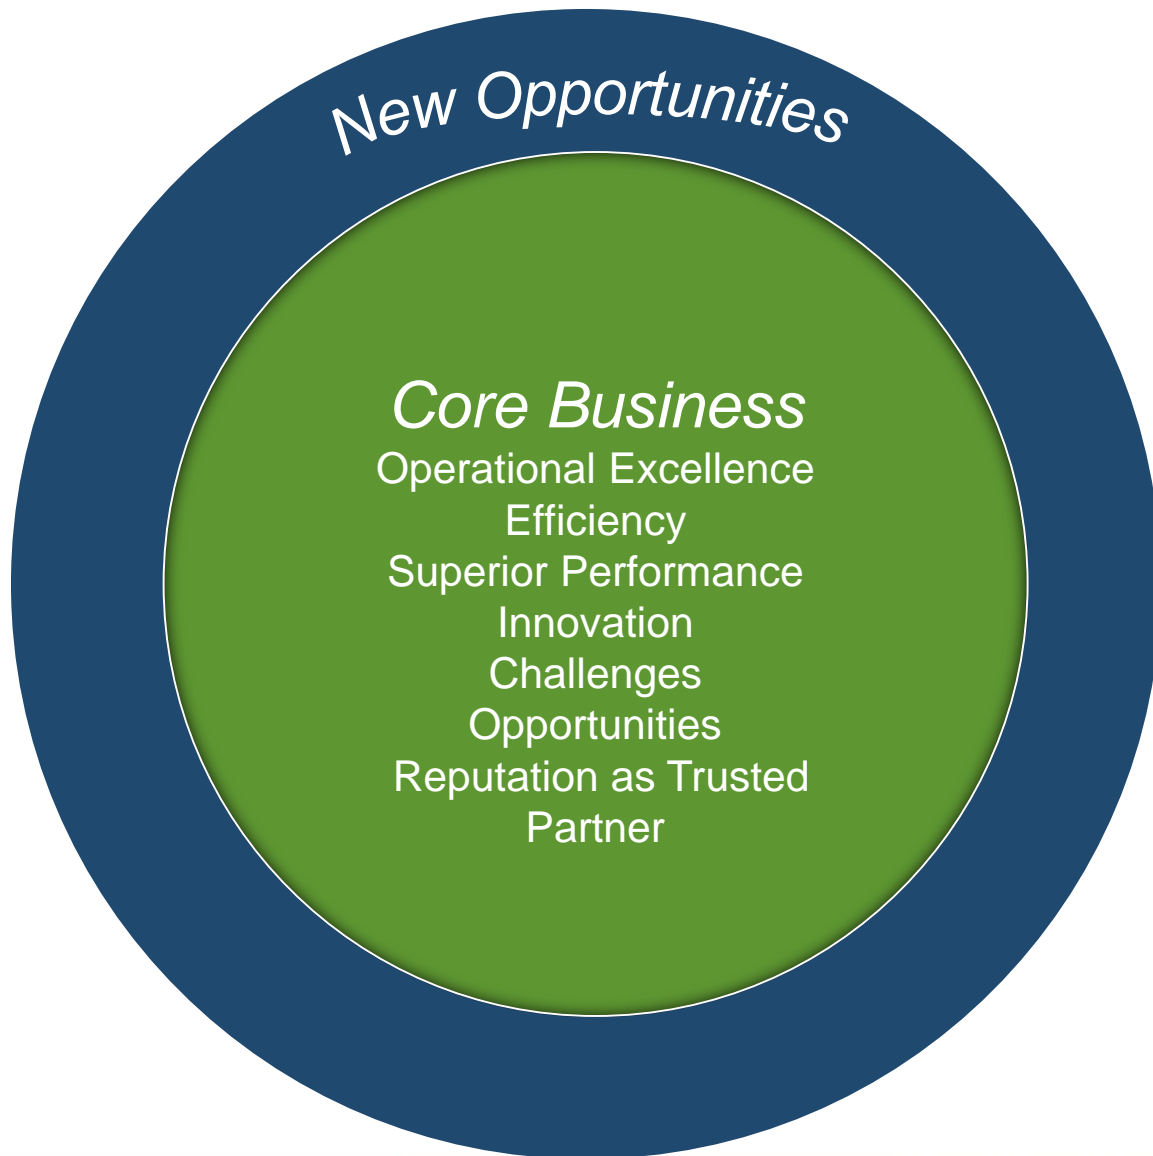 New Opportunities
Core Business
Operational Excellence
Efficiency
Superior Performance
Innovation
Challenges
Opportunities
Reputation as Trusted
Partner